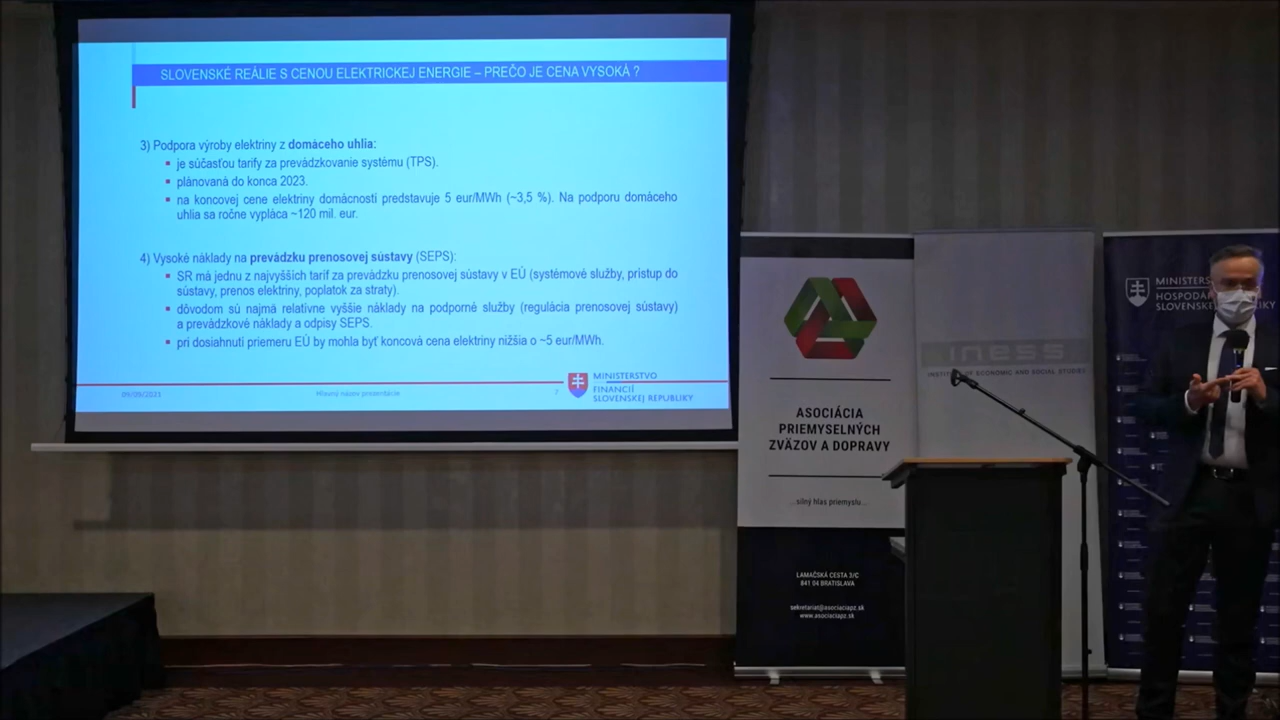 SLOVENSKÉ REÁLIE S CENOU ELEKTRICKEJ ENERGIE – PREČO JE CENA VYSOKÁ ?
3) Podpora výroby elektriny z domáceho uhlia:
je súčasťou tarify za prevádzkovanie systému (TPS).
plánovaná do konca 2023.
na koncovej cene elektriny domácností predstavuje 5 eur/MWh (~3,5 %). Na podporu domáceho
uhlia sa ročne vypláca ~120 mil. eur.
4) Vysoké náklady na prevádzku prenosovej sústavy (SEPS):
SR má jednu z najvyšších tarif za prevádzku prenosovej sústavy v EÚ (systémové služby, prístup do
sústavy, prenos elektriny, poplatok za straty).
dôvodom sú najmä relatívne vyššie náklady na podporné služby (regulácia prenosovej sústavy)
a prevádzkové náklady a odpisy SEPS.
pri dosiahnutí priemeru EÚ by mohla byť koncová cena elektriny nižšia o ~5 eur/MWh.
09/09/2021
Hlavný název prezentácie
7
MINISTERSTVO
FINANCIÍ
SLOVENSKEJ REPUBLIKY
ASOCIÁCIA
PRIEMYSELNÝCH
ZVÄZOV A DOPRAVY
...silný hlas priemyslu...
LAMAČSKÁ CESTA 3/C
841 04 BRATISLAVA
sekretariat@asociaciapz.sk
www.asociaciapz.sk
iness
INSTITUTE OF ECONOMIC AND SOCIAL STUDIES